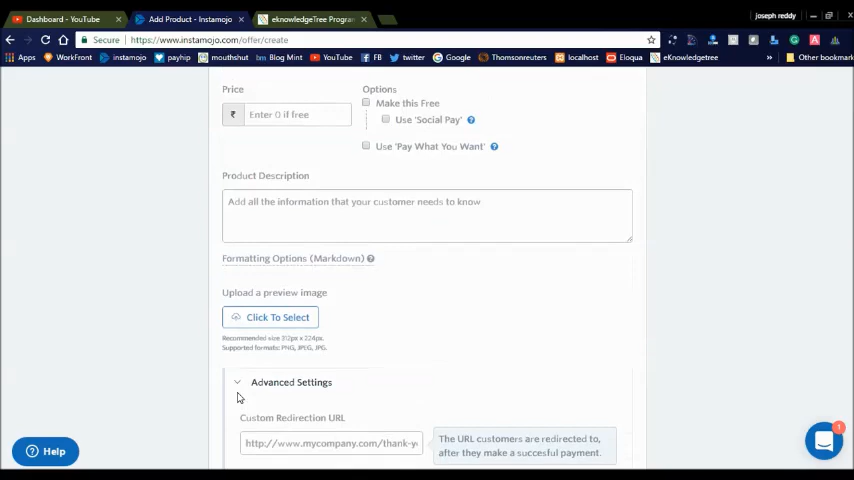 joseph reddy
Dashboard - YouTube
Add Product - Instamojo
eKnowledgeTree Program
Secure
https://www.instamojo.com/offer/create
Apps
WorkFront
instamojo
payhip
mouthshut
Blog Mint
YouTube
FB
twitter
Google
Thomsonreuters
localhost
Eloqua
eKnowledgetree
»
Other bookmark
Price
Options
₹
Enter 0 if free
Make this Free
Use 'Social Pay'
Use 'Pay What You Want'
Product Description
Add all the information that your customer needs to know
Formatting Options (Markdown)
Upload a preview image
Click To Select
Recommended size 312px x 224px.
Supported formats: PNG, JPEG, JPG.
Advanced Settings
Custom Redirection URL
http://www.mycompany.com/thank-y
The URL customers are redirected to,
after they make a succesful payment.
Help
1